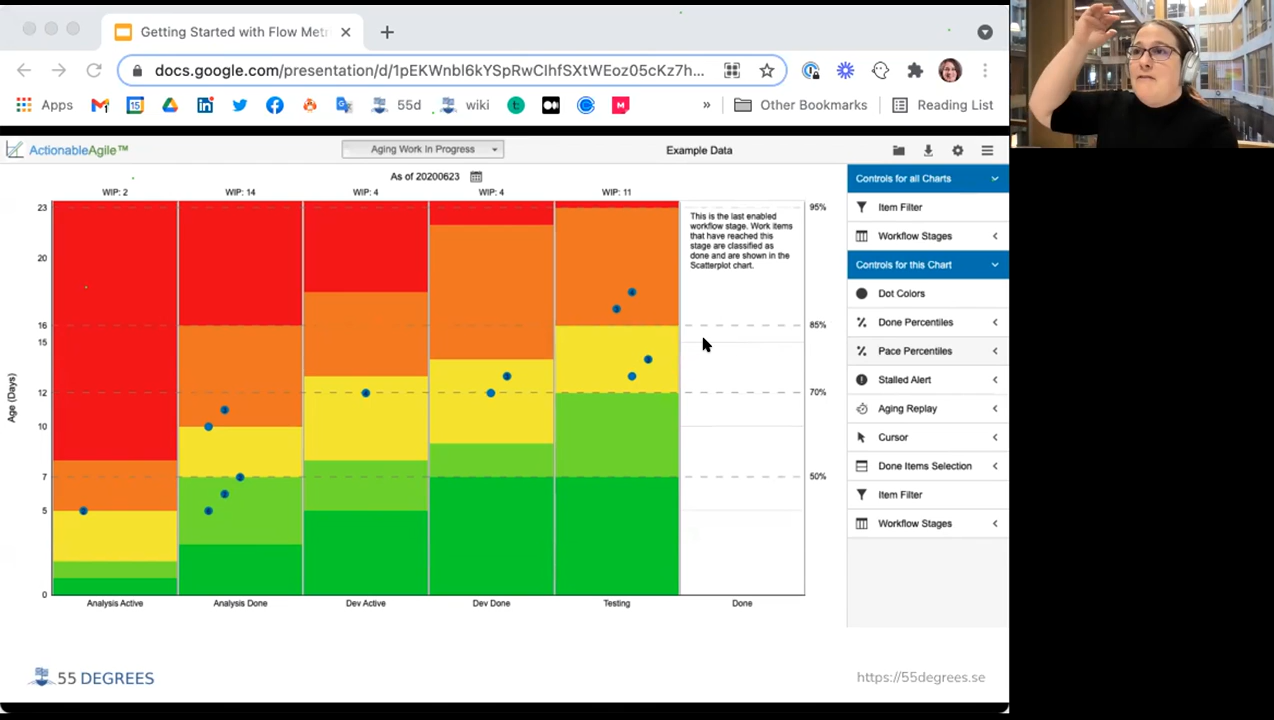 Getting Started with Flow Met
docs.google.com/presentation/d/1pEKWnbl6kYSpRwClhfSXtWEoz05cKz7h...
Apps
55d
wiki
»
Other Bookmarks
Reading List
ActionableAgile™
Aging Work In Progress
Example Data
As of 20200623
WIP: 2
WIP: 14
WIP: 4
WIP: 4
WIP: 11
Age (Days)
23
20
16
15
12
10
7
5
0
This is the last enabled
workflow stage. Work items
that have reached this
stage are classified as
done and are shown in the
Scatterplot chart.
95%
85%
70%
50%
Analysis Active
Analysis Done
Dev Active
Dev Done
Testing
Done
Controls for all Charts
Item Filter
Workflow Stages
Controls for this Chart
Dot Colors
Done Percentiles
Pace Percentiles
Stalled Alert
Aging Replay
Cursor
Done Items Selection
Item Filter
Workflow Stages
55 DEGREES
https://55degrees.se